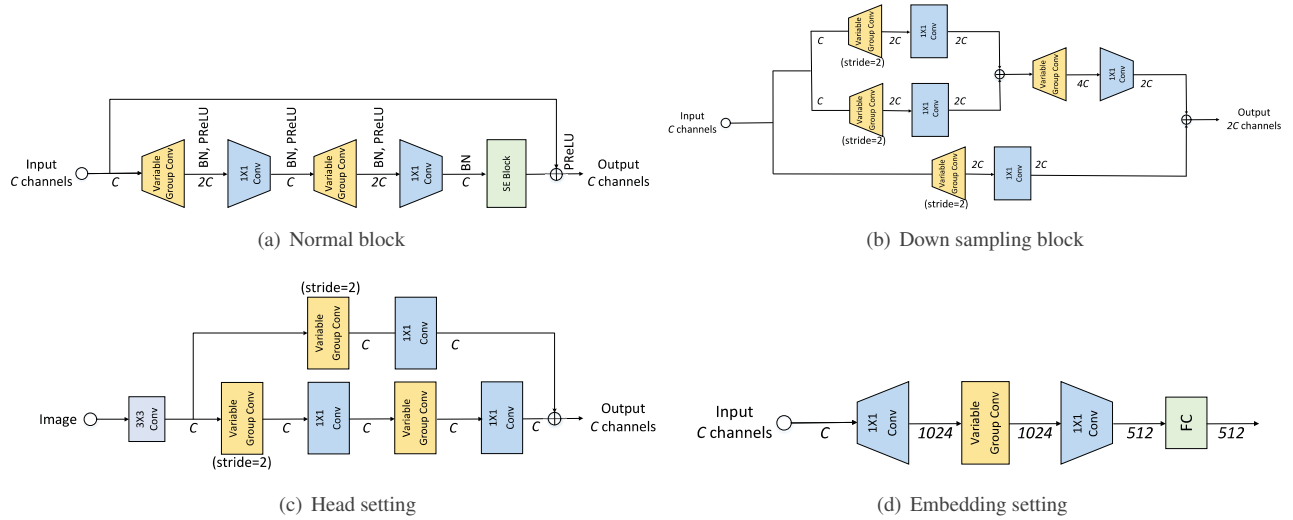 Input
C channels
C
Variable
Group Conv
BN, PReLU
2C
1X1
Conv
BN, PReLU
C
Variable
Group Conv
BN, PReLU
2C
1X1
Conv
BN
C
SE Block
PReLU
Output
C channels
(a) Normal block
Input
C channels
C
Variable
Group Conv
(stride=2)
2C
1X1
Conv
2C
C
Variable
Group Conv
(stride=2)
2C
1X1
Conv
2C
Variable
Group Conv
4C
1X1
Conv
2C
Variable
Group Conv
(stride=2)
2C
1X1
Conv
2C
Output
2C channels
(b) Down sampling block
(stride=2)
Variable
Group Conv
C
1X1
Conv
C
Image
3X3
Conv
C
Variable
Group Conv
(stride=2)
C
1X1
Conv
C
Variable
Group Conv
C
1X1
Conv
C
Output
C channels
(c) Head setting
Input
C channels
C
1X1
Conv
1024
Variable
Group Conv
1024
1X1
Conv
512
FC
512
(d) Embedding setting